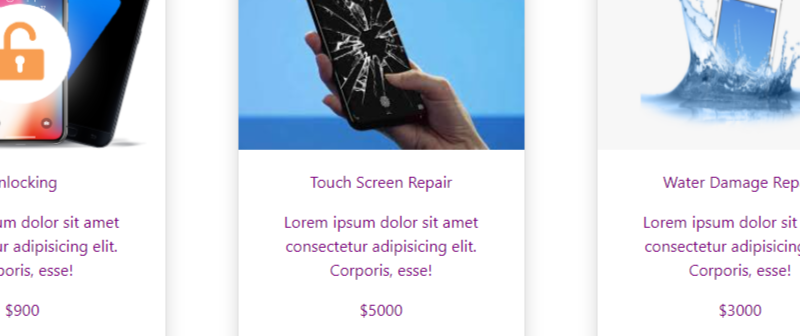 nlocking
um dolor sit amet
ur adipisicing elit.
poris, esse!
$900
Touch Screen Repair
Lorem ipsum dolor sit amet
consectetur adipisicing elit.
Corporis, esse!
$5000
Water Damage Rep
Lorem ipsum dolor sit
consectetur adipisicing
Corporis, esse!
$3000